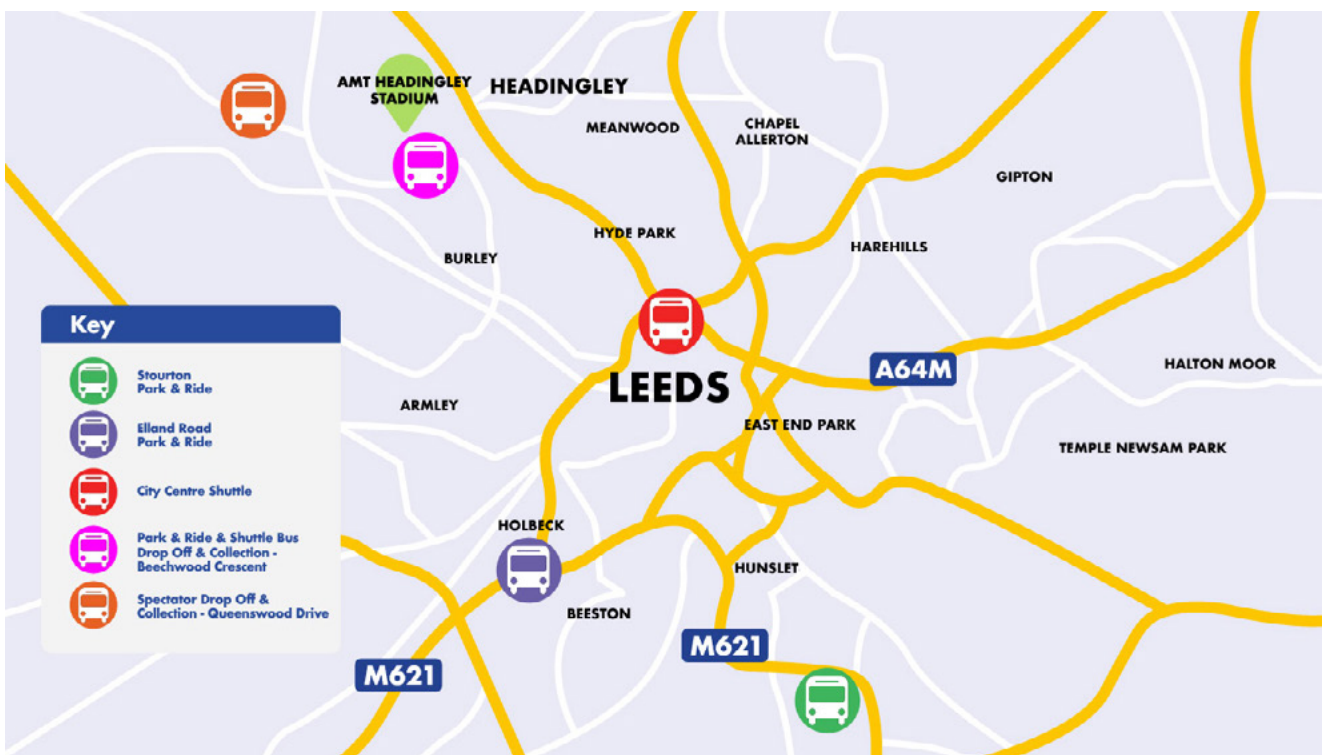 AMT HEADINGLEY
STADIUM
HEADINGLEY
MEANWOOD
CHAPEL
ALLERTON
GIPTON
HYDE PARK
HAREHILLS
BURLEY
Key
Stourton
Park & Ride
Elland Road
Park & Ride
City Centre Shuttle
Park & Ride & Shuttle Bus
Drop Off & Collection -
Beechwood Crescent
Spectator Drop Off &
Collection - Queenswood Drive
LEEDS
A64M
HALTON MOOR
ARMLEY
EAST END PARK
TEMPLE NEWSAM PARK
HOLBECK
HUNSLET
BEESTON
M621
M621